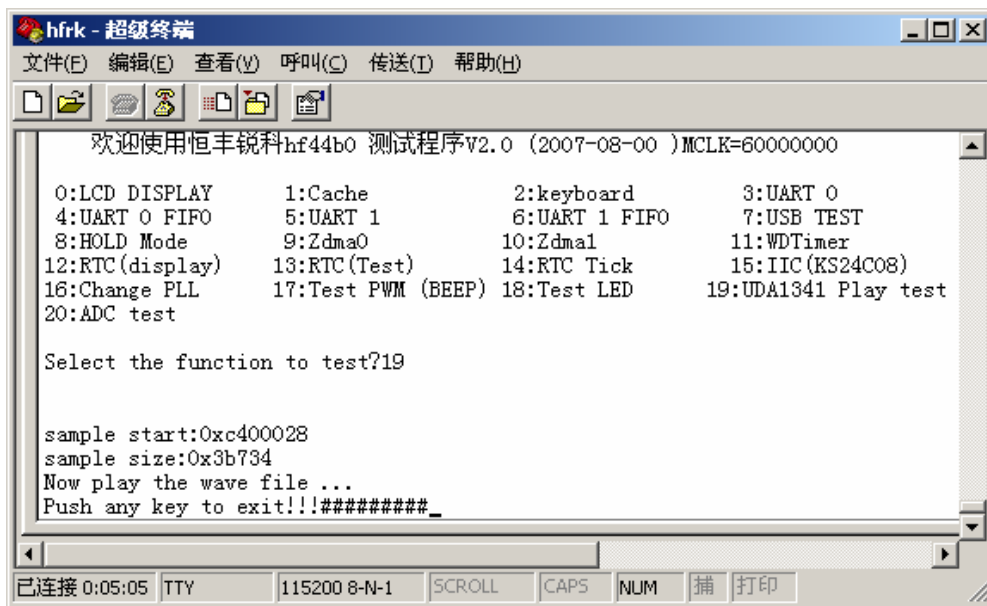 hfrk - 超级终端
文件(F) 编辑(E) 查看(V) 呼叫(C) 传送(T) 帮助(H)
欢迎使用恒丰锐科hf44b0 测试程序V2.0 (2007-08-00 )MCLK=60000000
0:LCD DISPLAY 1:Cache 2:keyboard 3:UART 0
4:UART 0 FIFO 5:UART 1 6:UART 1 FIFO 7:USB TEST
8:HOLD Mode 9:Zdma0 10:Zdma1 11:WDTimer
12:RTC(display) 13:RTC(Test) 14:RTC Tick 15:IIC(KS24C08)
16:Change PLL 17:Test PWM (BEEP) 18:Test LED 19:UDA1341 Play test
20:ADC test
Select the function to test?19
sample start:0xc400028
sample size:0x3b734
Now play the wave file ...
Push any key to exit!!!#########_
已连接 0:05:05 TTY 115200 8-N-1 SCROLL CAPS NUM 捕 打印